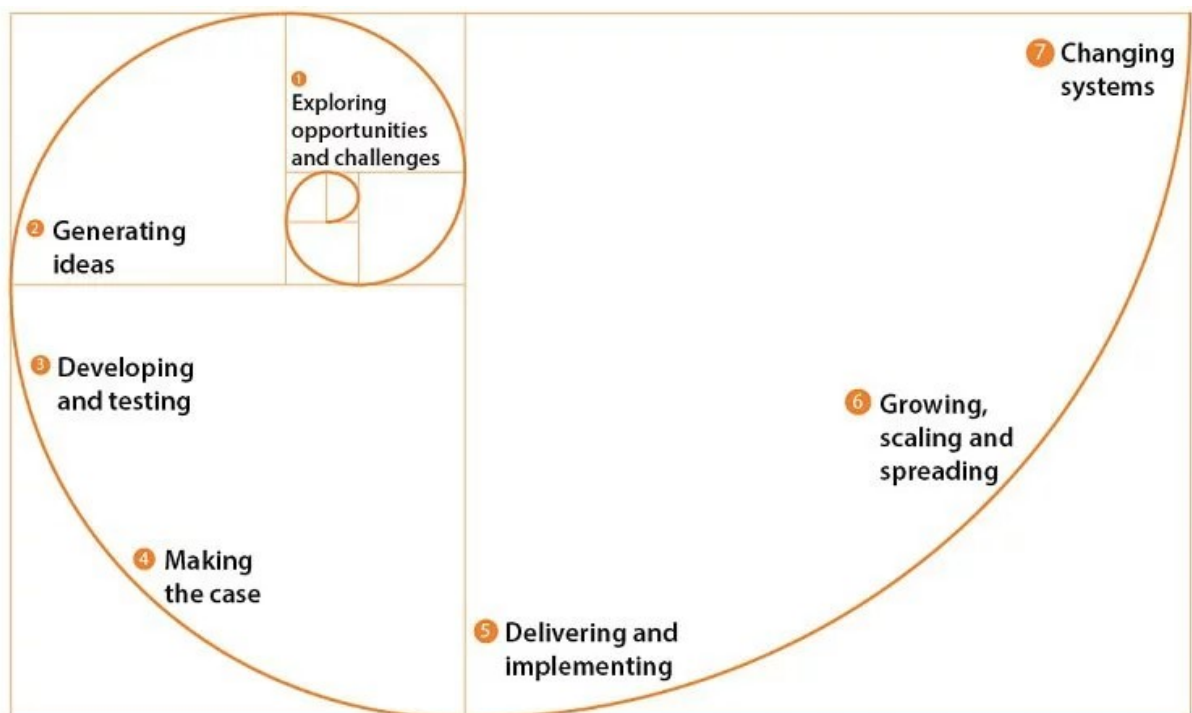 1
Exploring
opportunities
and challenges
2 Generating
ideas
3 Developing
and testing
4 Making
the case
5 Delivering and
implementing
6 Growing,
scaling and
spreading
7 Changing
systems